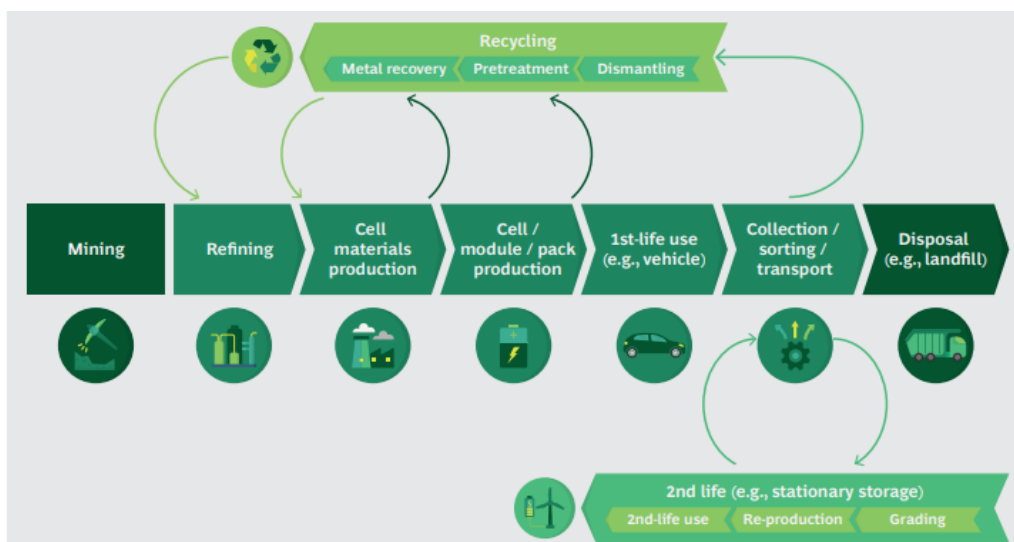 Recycling
Metal recovery
Pretreatment
Dismantling
Mining
Refining
Cell
materials
production
Cell /
module / pack
production
1st-life use
(e.g., vehicle)
Collection /
sorting /
transport
Disposal
(e.g., landfill)
2nd life (e.g., stationary storage)
2nd-life use
Re-production
Grading